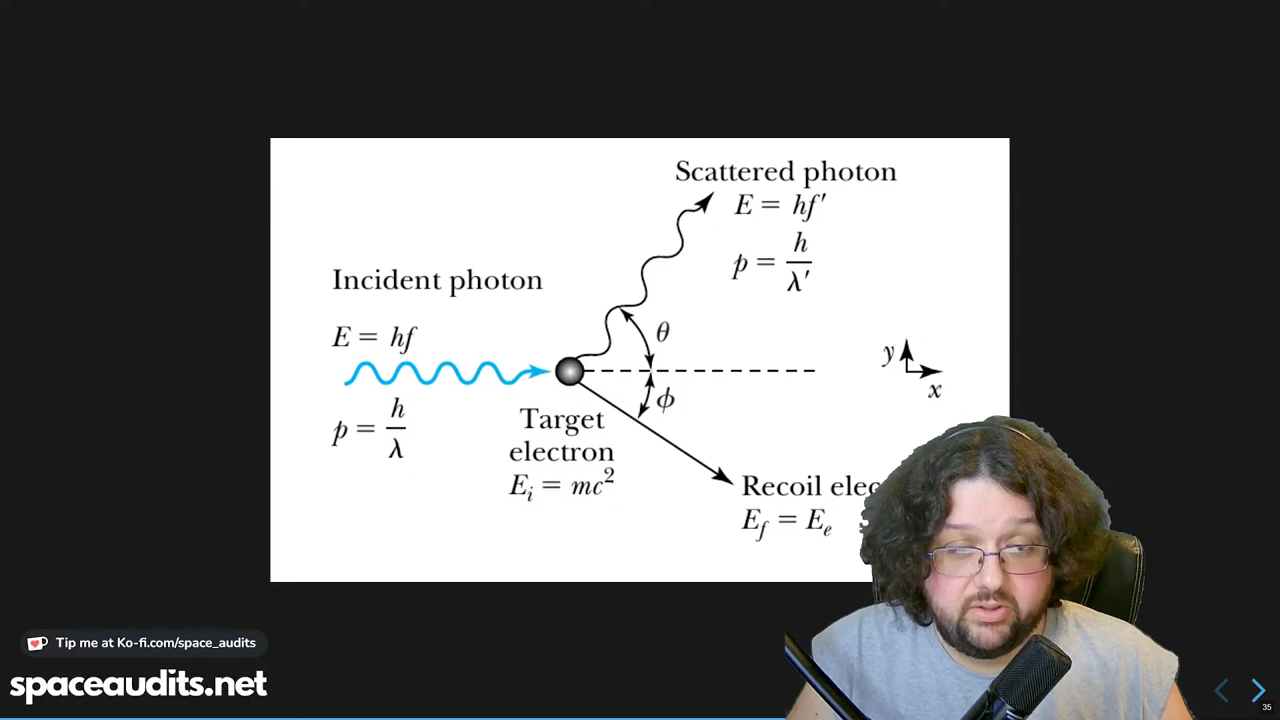 Scattered photon
E = hf′
p = h/λ′
Incident photon
E = hf
p = h/λ
θ
ϕ
y
x
Target
electron
E_i = mc²
Recoil elec
E_f = E_e
Tip me at Ko-fi.com/space_audits
spaceaudits.net
35